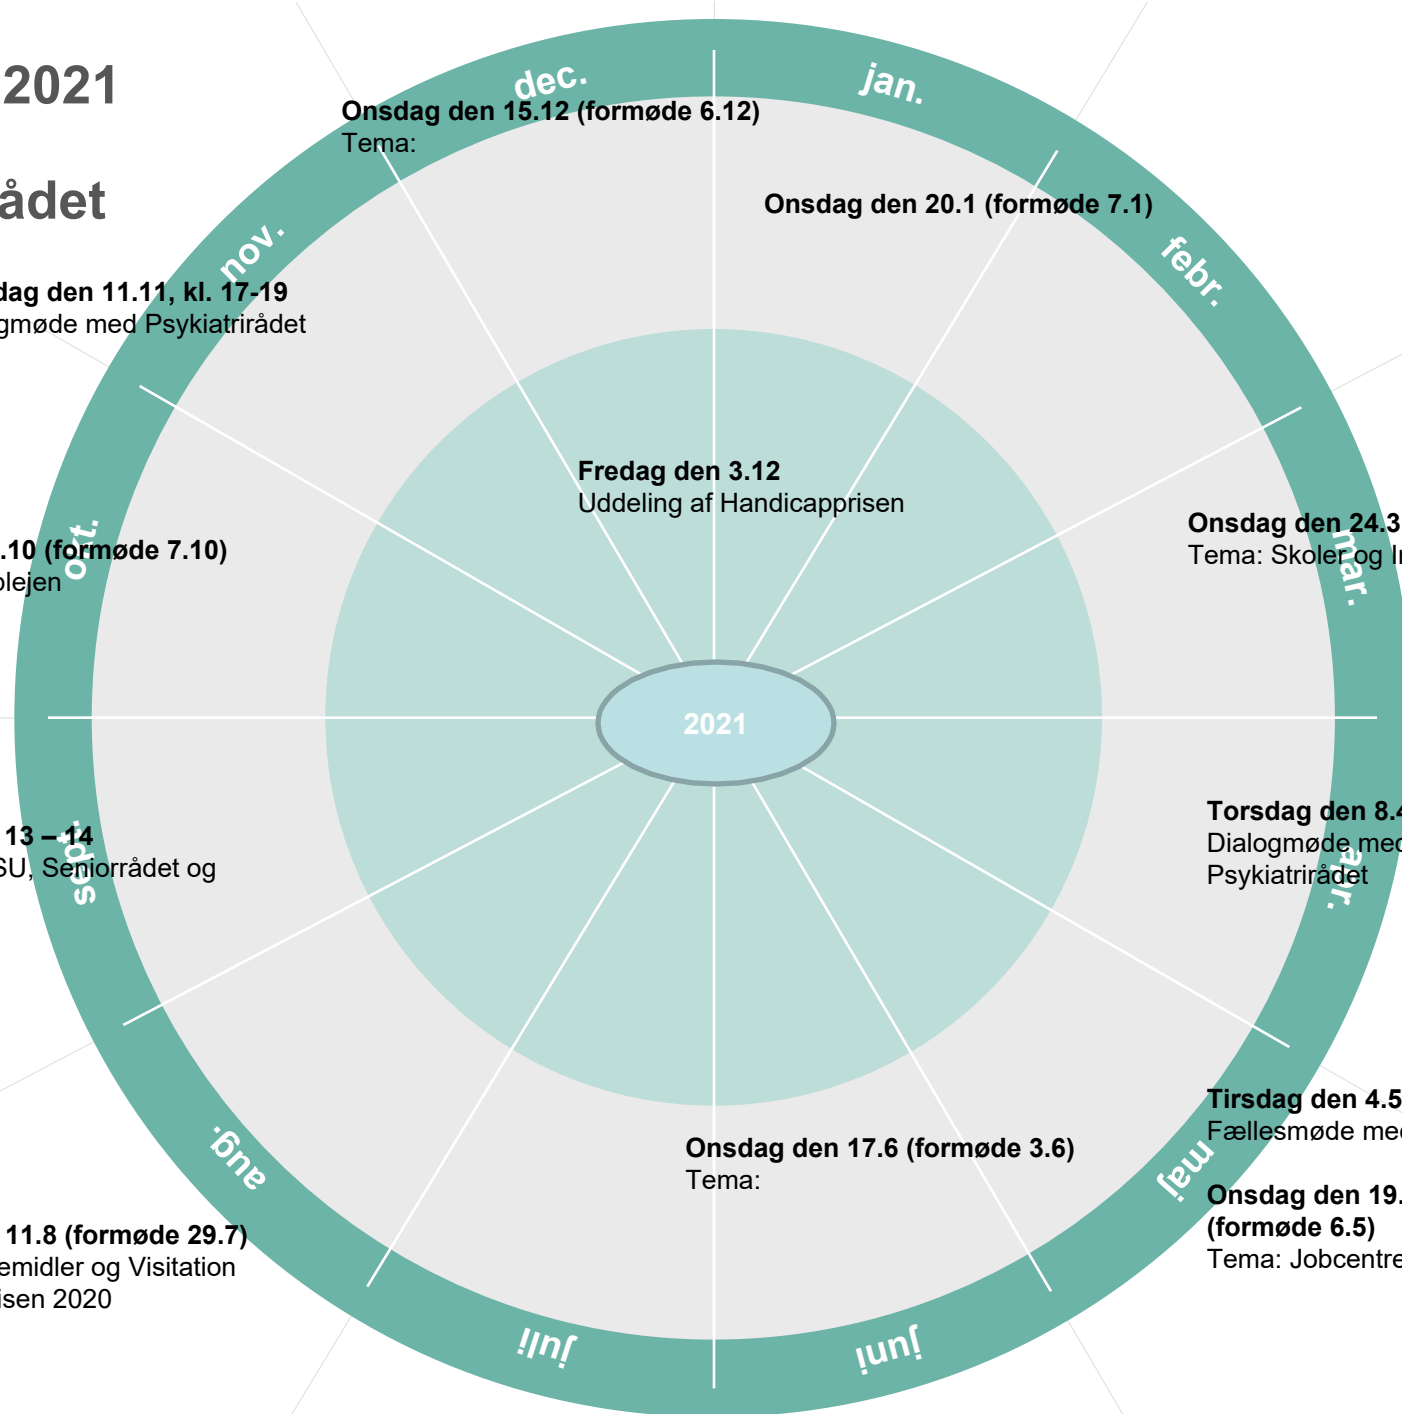 2021
ådet
dec.
jan.
Onsdag den 15.12 (formøde 6.12)
Tema:
Onsdag den 20.1 (formøde 7.1)
nov.
febr.
dag den 11.11, kl. 17-19
gmøde med Psykiatrirådet
Fredag den 3.12
Uddeling af Handicapprisen
okt.
.10 (formøde 7.10)
plejen
mar.
Onsdag den 24.3
Tema: Skoler og I
2021
sept.
13 – 14
SU, Seniorrådet og
apr.
Torsdag den 8.4
Dialogmøde med
Psykiatrirådet
aug.
11.8 (formøde 29.7)
emidler og Visitation
isen 2020
Onsdag den 17.6 (formøde 3.6)
Tema:
maj
Tirsdag den 4.5
Fællesmøde med
Onsdag den 19.
(formøde 6.5)
Tema: Jobcentre
juli
juni